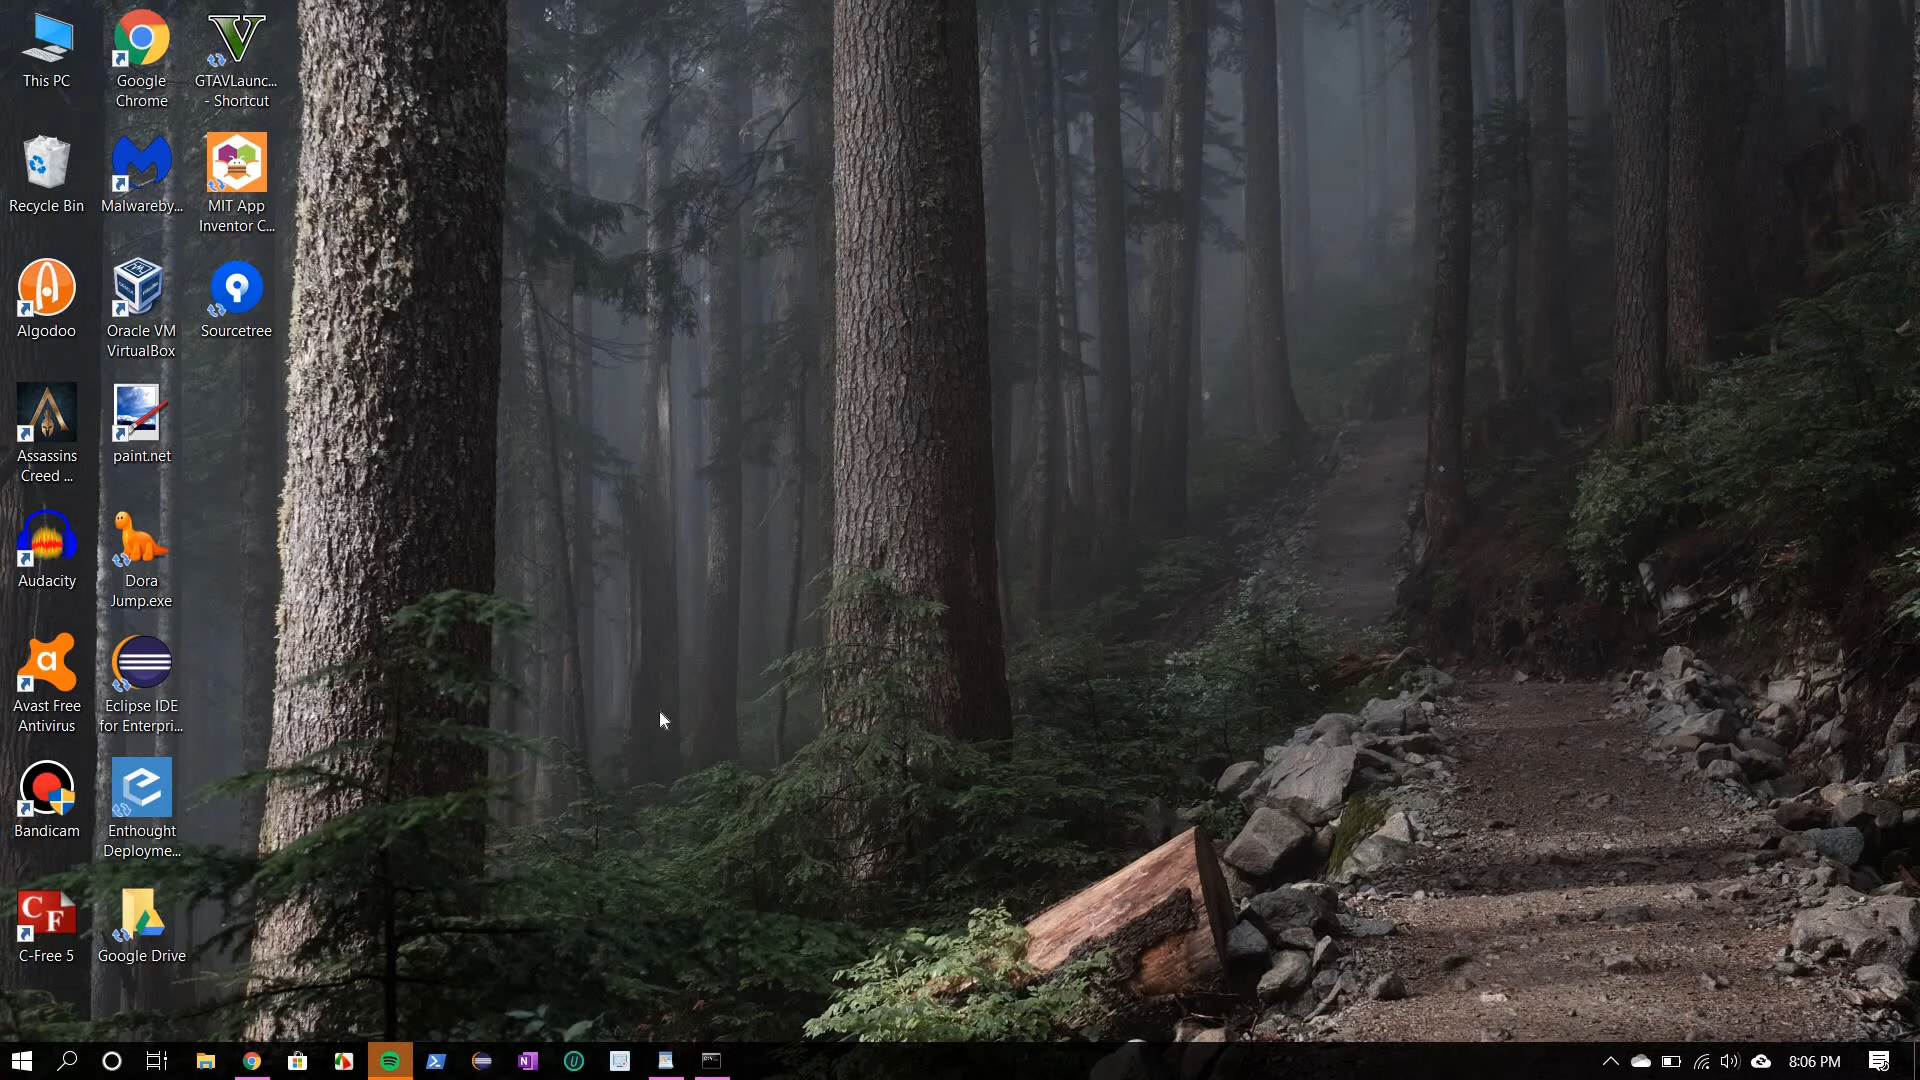 This PC
Google
Chrome
GTAVLaunc...
- Shortcut
Recycle Bin
Malwareby...
MIT App
Inventor C...
Algodoo
Oracle VM
VirtualBox
Sourcetree
Assassins
Creed ...
paint.net
Audacity
Dora
Jump.exe
Avast Free
Antivirus
Eclipse IDE
for Enterpri...
Bandicam
Enthought
Deployme...
CF
C-Free 5
Google Drive
8:06 PM